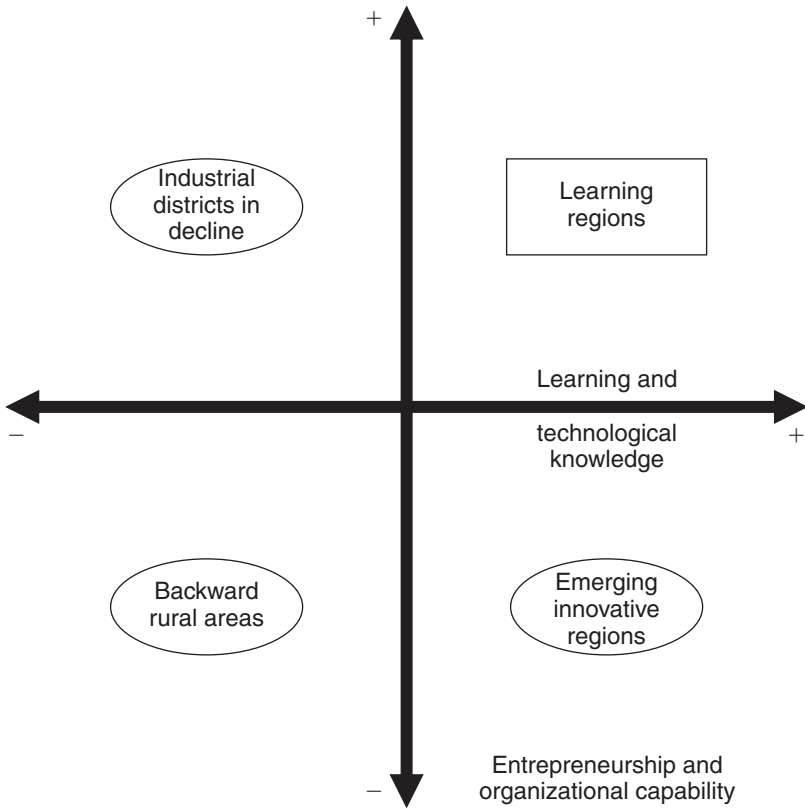 +
Industrial
districts in
decline
Learning
regions
Learning and
− +
technological
knowledge
Backward
rural areas
Emerging
innovative
regions
Entrepreneurship and
− organizational capability